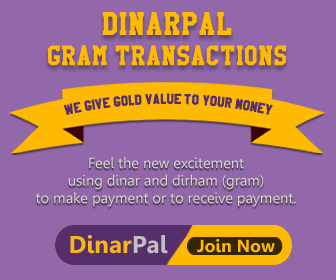 DINARPAL
GRAM TRANSACTIONS
WE GIVE GOLD VALUE TO YOUR MONEY
Feel the new excitement
using dinar and dirham (gram)
to make payment or to receive payment.
DinarPal Join Now